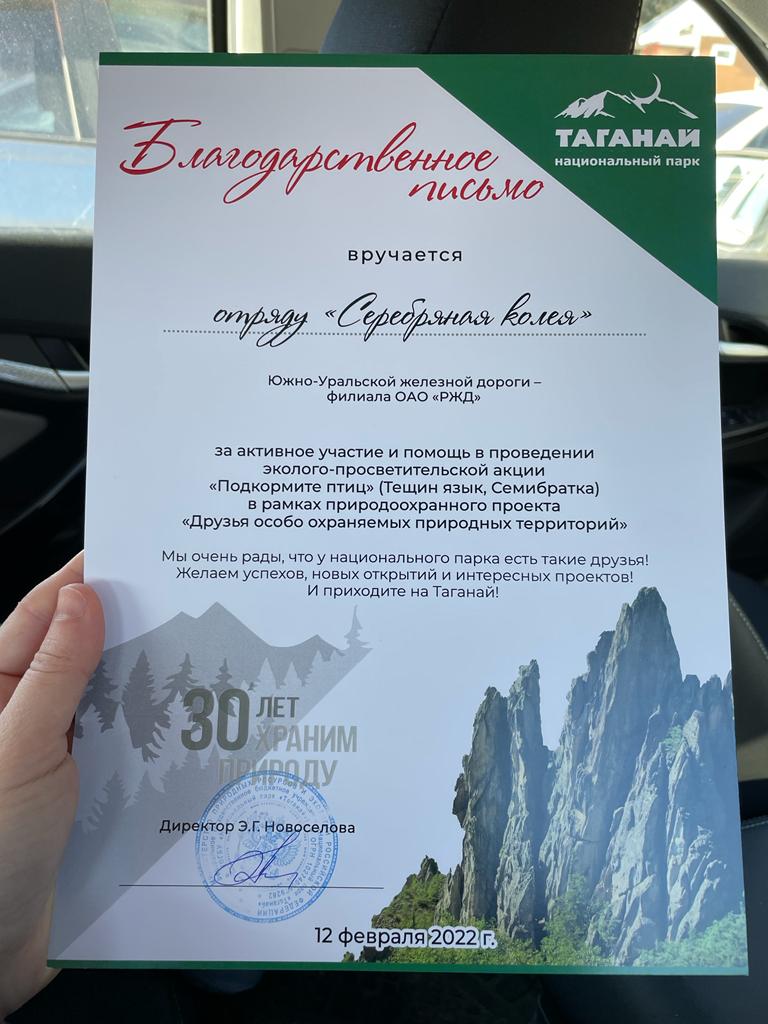 ТАГАНАЙ
национальный парк
Благодарственное
письмо
вручается
отряду «Серебряная колея»
Южно-Уральской железной дороги –
филиала ОАО «РЖД»
за активное участие и помощь в проведении
эколого-просветительской акции
«Подкормите птиц» (Тещин язык, Семибратка)
в рамках природоохранного проекта
«Друзья особо охраняемых природных территорий»
Мы очень рады, что у национального парка есть такие друзья!
Желаем успехов, новых открытий и интересных проектов!
И приходите на Таганай!
30 ЛЕТ
ХРАНИМ
ПРИРОДУ
Директор Э.Г. Новоселова
12 февраля 2022 г.